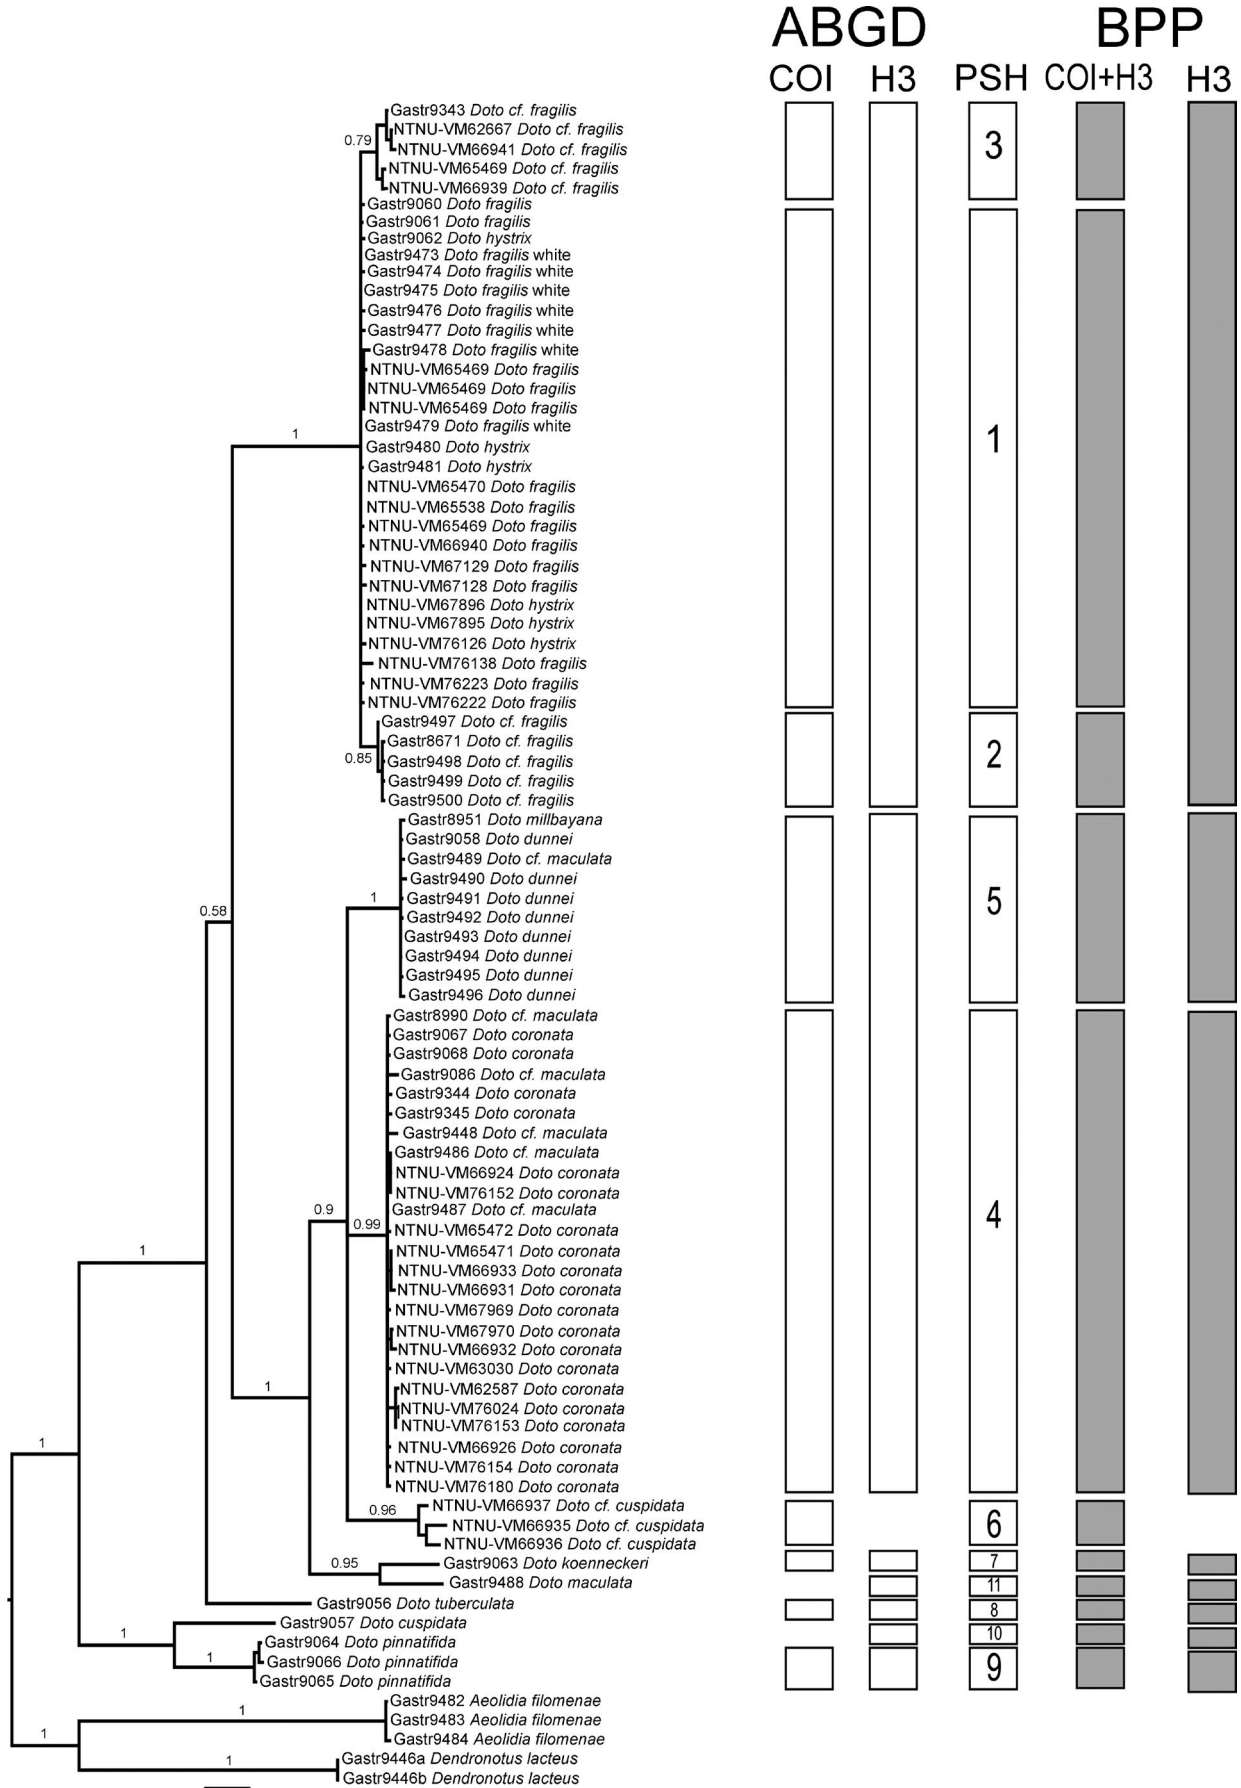 ABGD BPP
COI H3 PSH COI+H3 H3
Gastr9343 Doto cf. fragilis
0.79
NTNU-VM62667 Doto cf. fragilis
3
NTNU-VM66941 Doto cf. fragilis
NTNU-VM65469 Doto cf. fragilis
NTNU-VM66939 Doto cf. fragilis
Gastr9060 Doto fragilis
Gastr9061 Doto fragilis
Gastr9062 Doto hystrix
Gastr9473 Doto fragilis white
Gastr9474 Doto fragilis white
Gastr9475 Doto fragilis white
Gastr9476 Doto fragilis white
Gastr9477 Doto fragilis white
Gastr9478 Doto fragilis white
NTNU-VM65469 Doto fragilis
NTNU-VM65469 Doto fragilis
NTNU-VM65469 Doto fragilis
Gastr9479 Doto fragilis white
1
1
Gastr9480 Doto hystrix
Gastr9481 Doto hystrix
NTNU-VM65470 Doto fragilis
NTNU-VM65538 Doto fragilis
NTNU-VM65469 Doto fragilis
NTNU-VM66940 Doto fragilis
NTNU-VM67129 Doto fragilis
NTNU-VM67128 Doto fragilis
NTNU-VM67896 Doto hystrix
NTNU-VM67895 Doto hystrix
NTNU-VM76126 Doto hystrix
NTNU-VM76138 Doto fragilis
NTNU-VM76223 Doto fragilis
NTNU-VM76222 Doto fragilis
Gastr9497 Doto cf. fragilis
Gastr8671 Doto cf. fragilis
0.85
2
Gastr9498 Doto cf. fragilis
Gastr9499 Doto cf. fragilis
Gastr9500 Doto cf. fragilis
Gastr8951 Doto millbayana
Gastr9058 Doto dunnei
Gastr9489 Doto cf. maculata
Gastr9490 Doto dunnei
1
Gastr9491 Doto dunnei
5
0.58
Gastr9492 Doto dunnei
Gastr9493 Doto dunnei
Gastr9494 Doto dunnei
Gastr9495 Doto dunnei
Gastr9496 Doto dunnei
Gastr8990 Doto cf. maculata
Gastr9067 Doto coronata
Gastr9068 Doto coronata
Gastr9086 Doto cf. maculata
Gastr9344 Doto coronata
Gastr9345 Doto coronata
Gastr9448 Doto cf. maculata
Gastr9486 Doto cf. maculata
NTNU-VM66924 Doto coronata
NTNU-VM76152 Doto coronata
0.9
Gastr9487 Doto cf. maculata
4
0.99
NTNU-VM65472 Doto coronata
1
NTNU-VM65471 Doto coronata
NTNU-VM66933 Doto coronata
NTNU-VM66931 Doto coronata
NTNU-VM67969 Doto coronata
NTNU-VM67970 Doto coronata
NTNU-VM66932 Doto coronata
NTNU-VM63030 Doto coronata
1
NTNU-VM62587 Doto coronata
NTNU-VM76024 Doto coronata
NTNU-VM76153 Doto coronata
1
NTNU-VM66926 Doto coronata
NTNU-VM76154 Doto coronata
NTNU-VM76180 Doto coronata
0.96
NTNU-VM66937 Doto cf. cuspidata
NTNU-VM66935 Doto cf. cuspidata
6
NTNU-VM66936 Doto cf. cuspidata
0.95
Gastr9063 Doto koenneckeri
7
Gastr9488 Doto maculata
11
Gastr9056 Doto tuberculata
8
Gastr9057 Doto cuspidata
10
1
Gastr9064 Doto pinnatifida
1
Gastr9066 Doto pinnatifida
9
Gastr9065 Doto pinnatifida
Gastr9482 Aeolidia filomenae
1
Gastr9483 Aeolidia filomenae
1
Gastr9484 Aeolidia filomenae
1
Gastr9446a Dendronotus lacteus
Gastr9446b Dendronotus lacteus